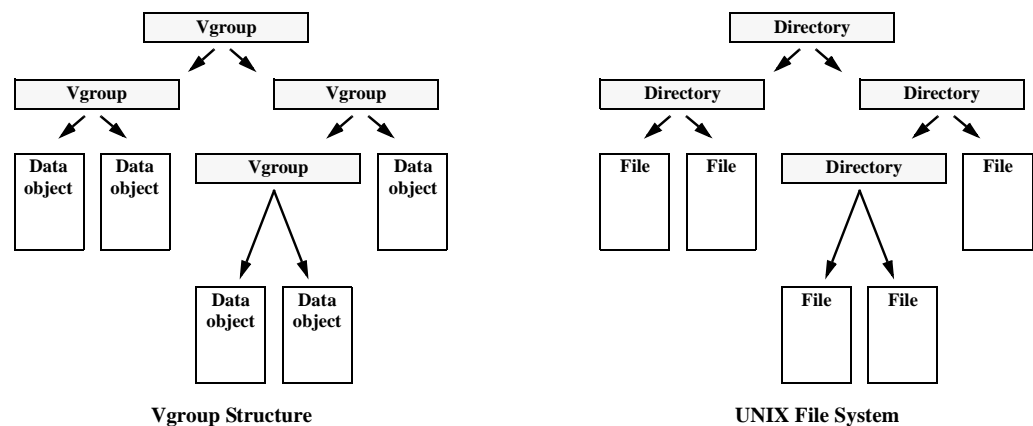 Vgroup
Vgroup
Vgroup
Data
object
Data
object
Vgroup
Data
object
Data
object
Data
object
Vgroup Structure
Directory
Directory
Directory
File
File
Directory
File
File
File
UNIX File System